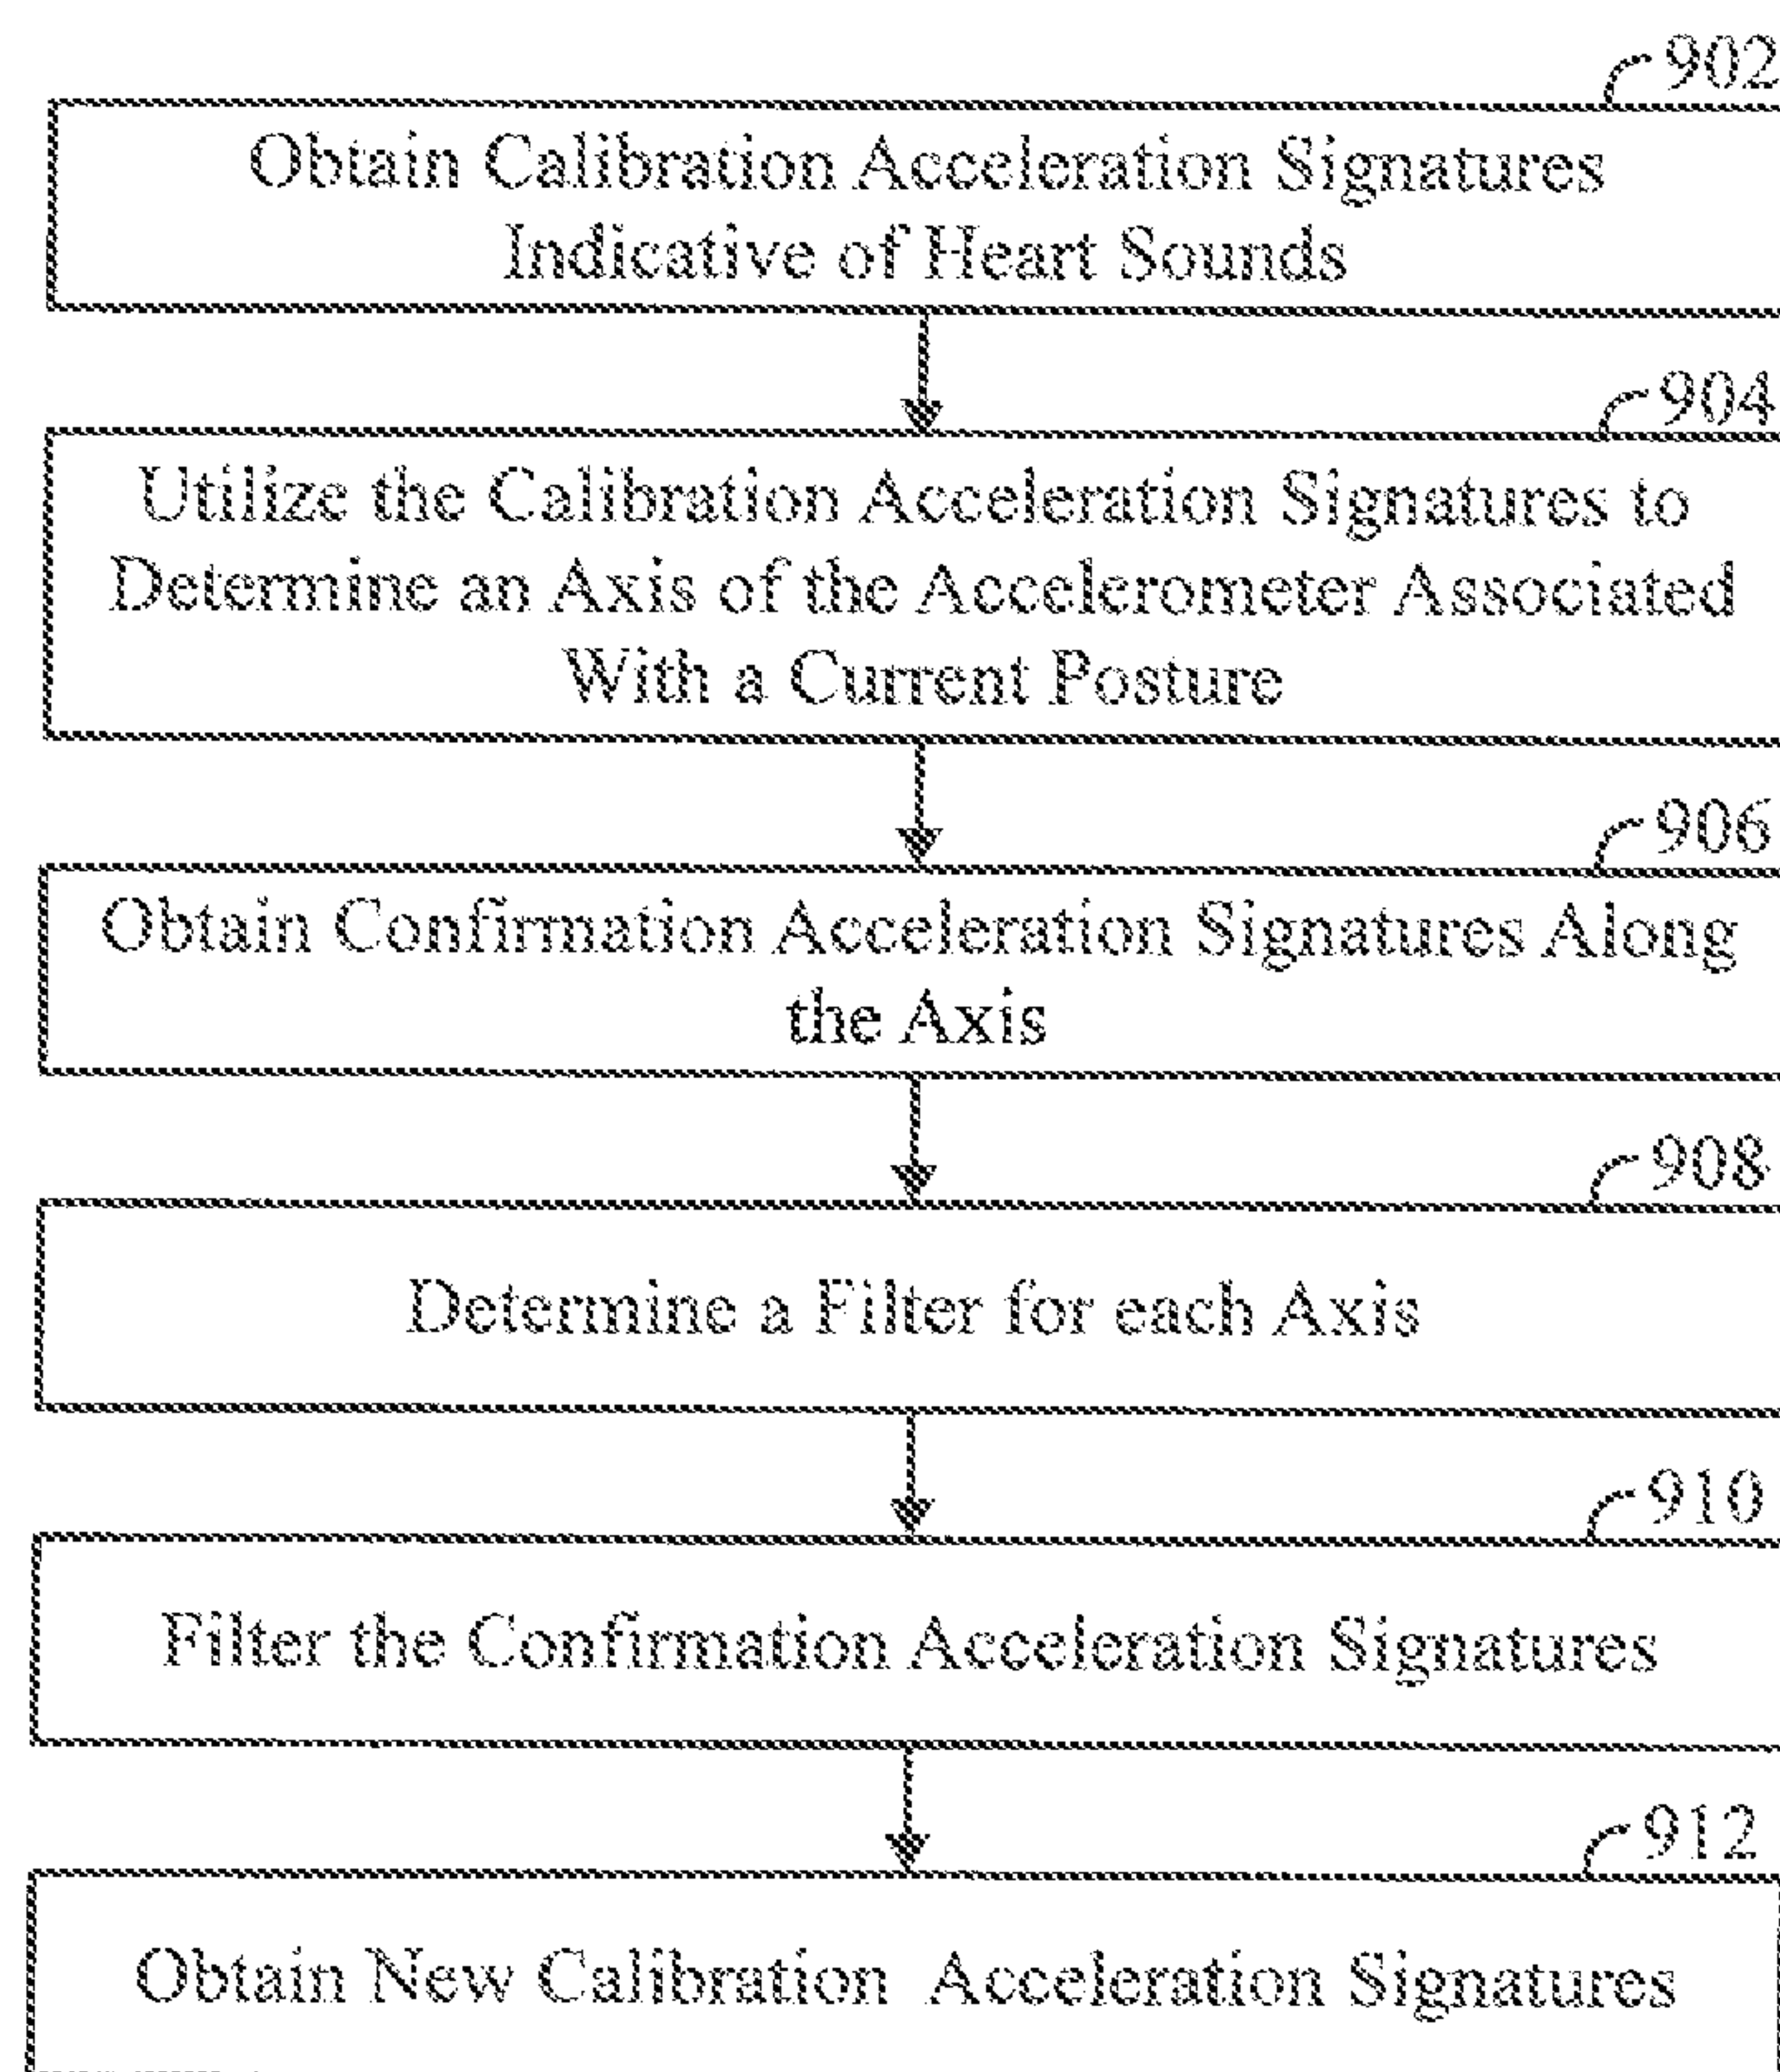 902
Obtain Calibration Acceleration Signatures
Indicative of Heart Sounds
904
Utilize the Calibration Acceleration Signatures to
Determine an Axis of the Accelerometer Associated
With a Current Posture
906
Obtain Confirmation Acceleration Signatures Along
the Axis
908
Determine a Filter for each Axis
910
Filter the Confirmation Acceleration Signatures
912
Obtain New Calibration Acceleration Signatures